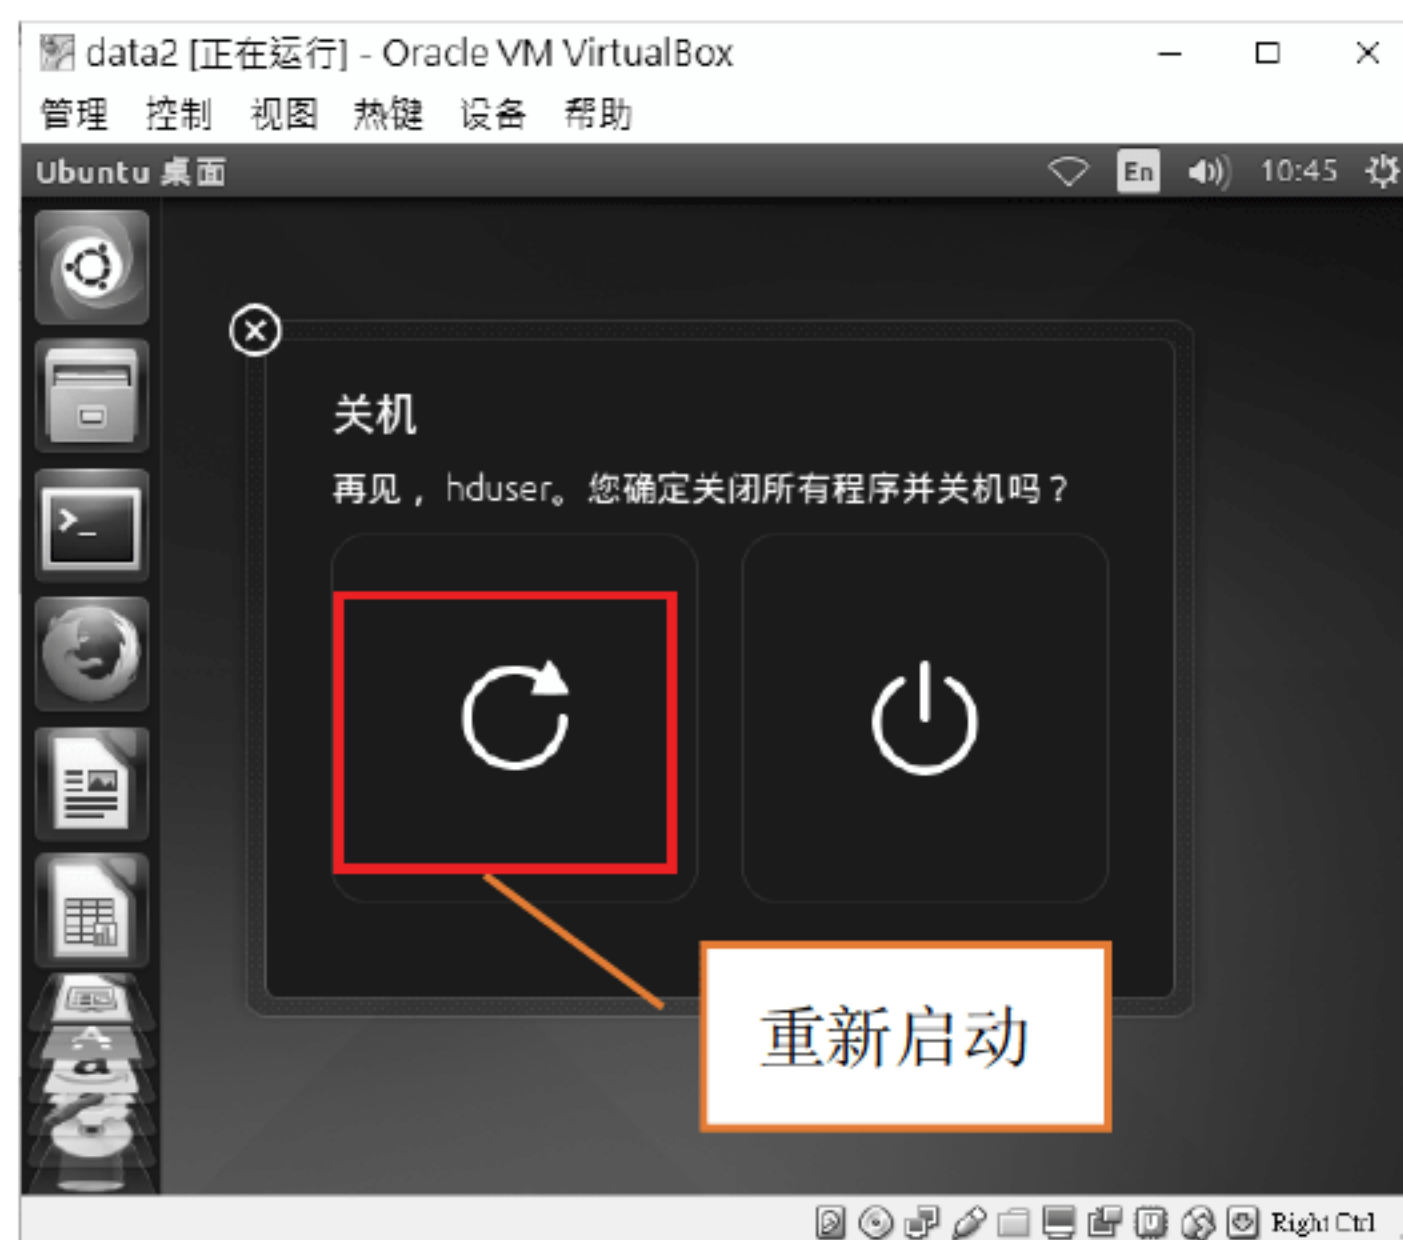 data2 [正在运行] - Oracle VM VirtualBox
管理 控制 视图 热键 设备 帮助
Ubuntu 桌面 En 10:45
关机
再见，hduser。您确定关闭所有程序并关机吗？
重新启动
Right Ctrl